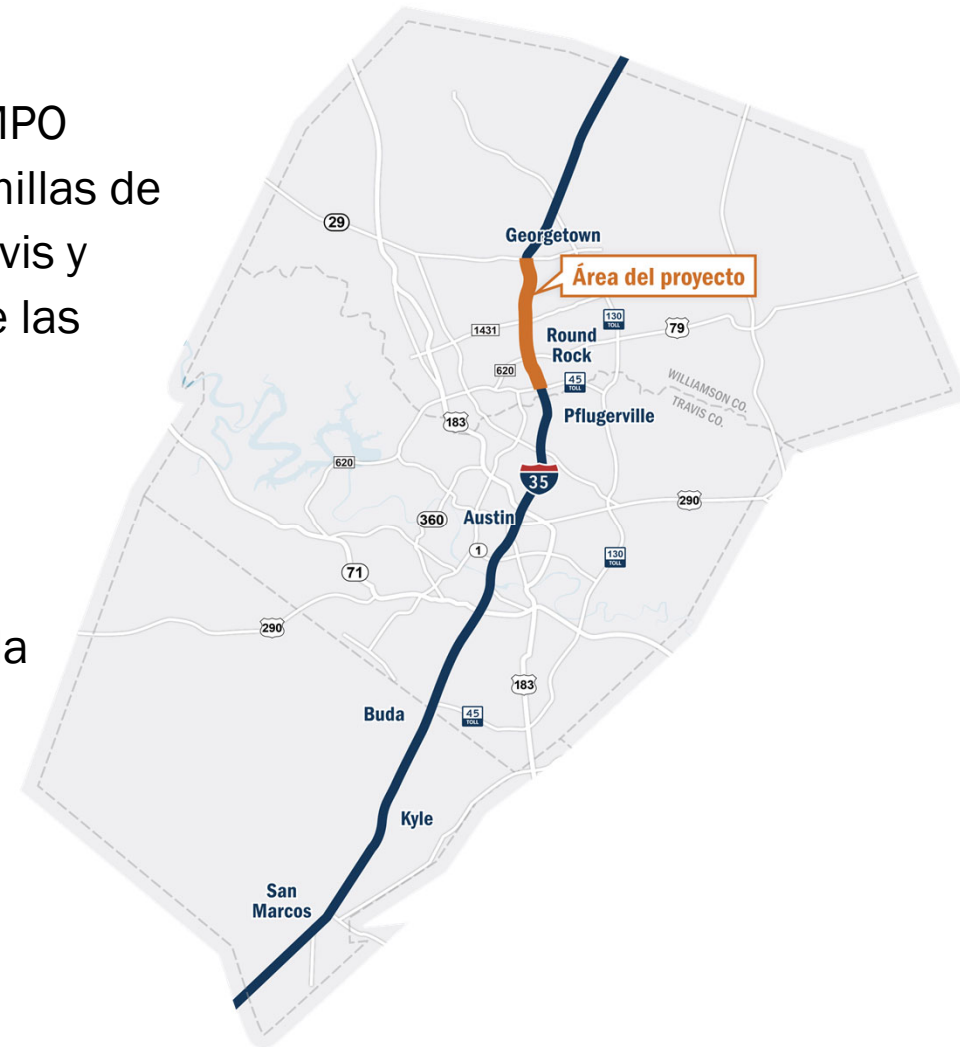 millas de
vis y
e las
a
29
Georgetown
Área del proyecto
1431
130
TOLL
79
Round
Rock
620
45
TOLL
WILLIAMSON CO.
TRAVIS CO.
183
Pflugerville
620
35
290
360
Austin
1
130
TOLL
71
290
183
Buda
45
TOLL
Kyle
San
Marcos